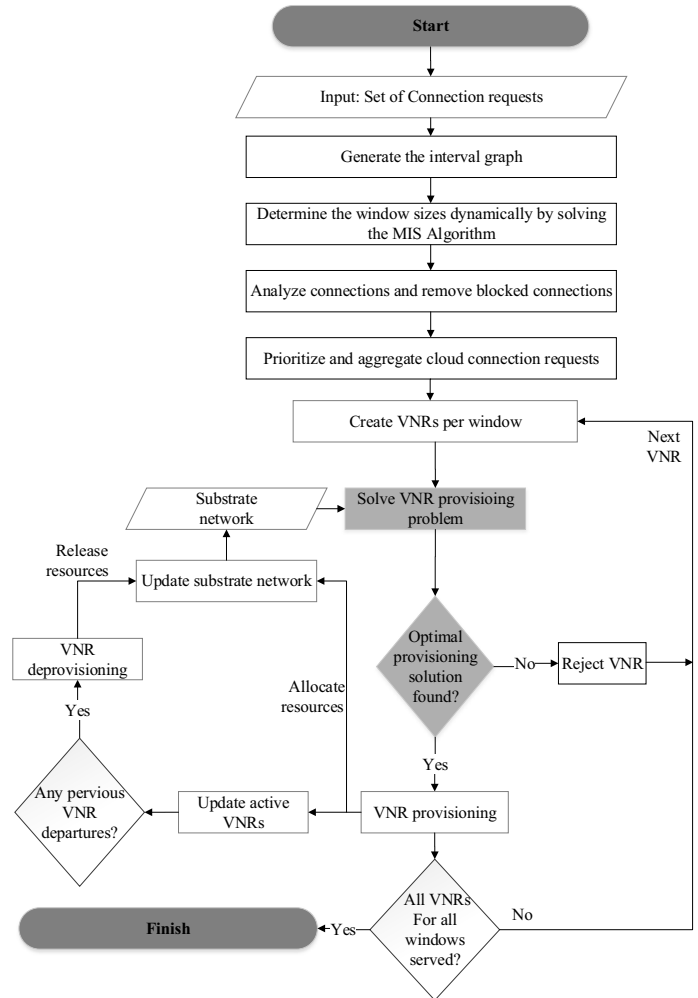 Start
Input: Set of Connection requests
Generate the interval graph
Determine the window sizes dynamically by solving
the MIS Algorithm
Analyze connections and remove blocked connections
Prioritize and aggregate cloud connection requests
Create VNRs per window
Next
VNR
Substrate
network
Solve VNR provisioing
problem
Release
resources
Update substrate network
VNR
deprovisioning
Optimal
provisioning
solution
found?
No
Reject VNR
Allocate
resources
Yes
Yes
Any pervious
VNR
departures?
Update active
VNRs
VNR provisioning
All VNRs
For all
windows
served?
No
Yes
Finish